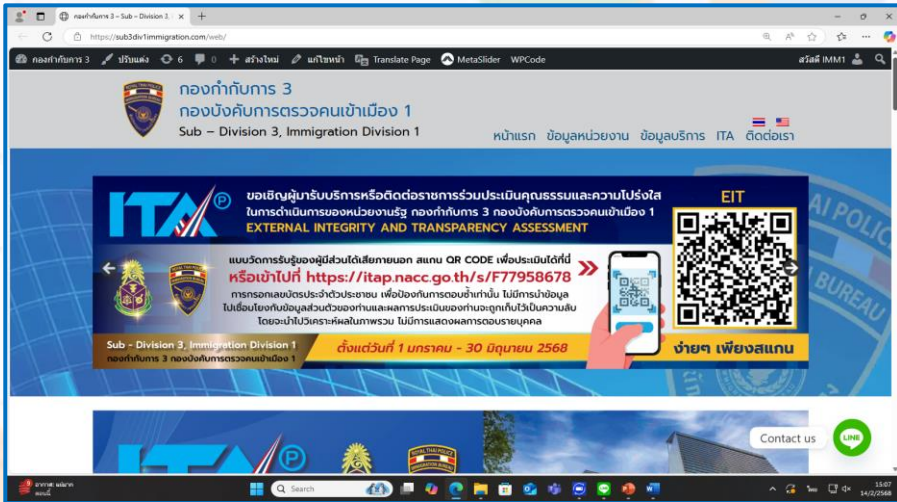 กองกำกับการ 3 – Sub – Division 3,
https://sub3div1immigration.com/web/
กองกำกับการ 3 ปรับแต่ง 6 0 สร้างใหม่ แก้ไขหน้า Translate Page MetaSlider WPCode สวัสดี IMM1
กองกำกับการ 3
กองบังคับการตรวจคนเข้าเมือง 1
Sub – Division 3, Immigration Division 1
หน้าแรก ข้อมูลหน่วยงาน ข้อมูลบริการ ITA ติดต่อเรา
ITA P
ขอเชิญผู้มารับบริการหรือติดต่อราชการร่วมประเมินคุณธรรมและความโปร่งใส
ในการดำเนินการของหน่วยงานรัฐ กองกำกับการ 3 กองบังคับการตรวจคนเข้าเมือง 1
EXTERNAL INTEGRITY AND TRANSPARENCY ASSESSMENT
EIT
แบบวัดการรับรู้ของผู้มีส่วนได้เสียภายนอก สแกน QR CODE เพื่อประเมินได้ที่นี่
หรือเข้าไปที่ https://itap.nacc.go.th/s/F77958678
การกรอกเลขบัตรประจำตัวประชาชน เพื่อป้องกันการตอบซ้ำเท่านั้น ไม่มีการนำข้อมูล
ไปเชื่อมโยงกับข้อมูลส่วนตัวของท่านและผลการประเมินของท่านจะถูกเก็บไว้เป็นความลับ
โดยจะนำไปวิเคราะห์ผลในภาพรวม ไม่มีการแสดงผลการตอบรายบุคคล
Sub - Division 3, Immigration Division 1
กองกำกับการ 3 กองบังคับการตรวจคนเข้าเมือง 1
ตั้งแต่วันที่ 1 มกราคม - 30 มิถุนายน 2568
ง่ายๆ เพียงสแกน
AI POLICE
BUREAU
ITA P
ROYAL THAI POLICE
Contact us
LINE
Search
15:07
14/2/2568